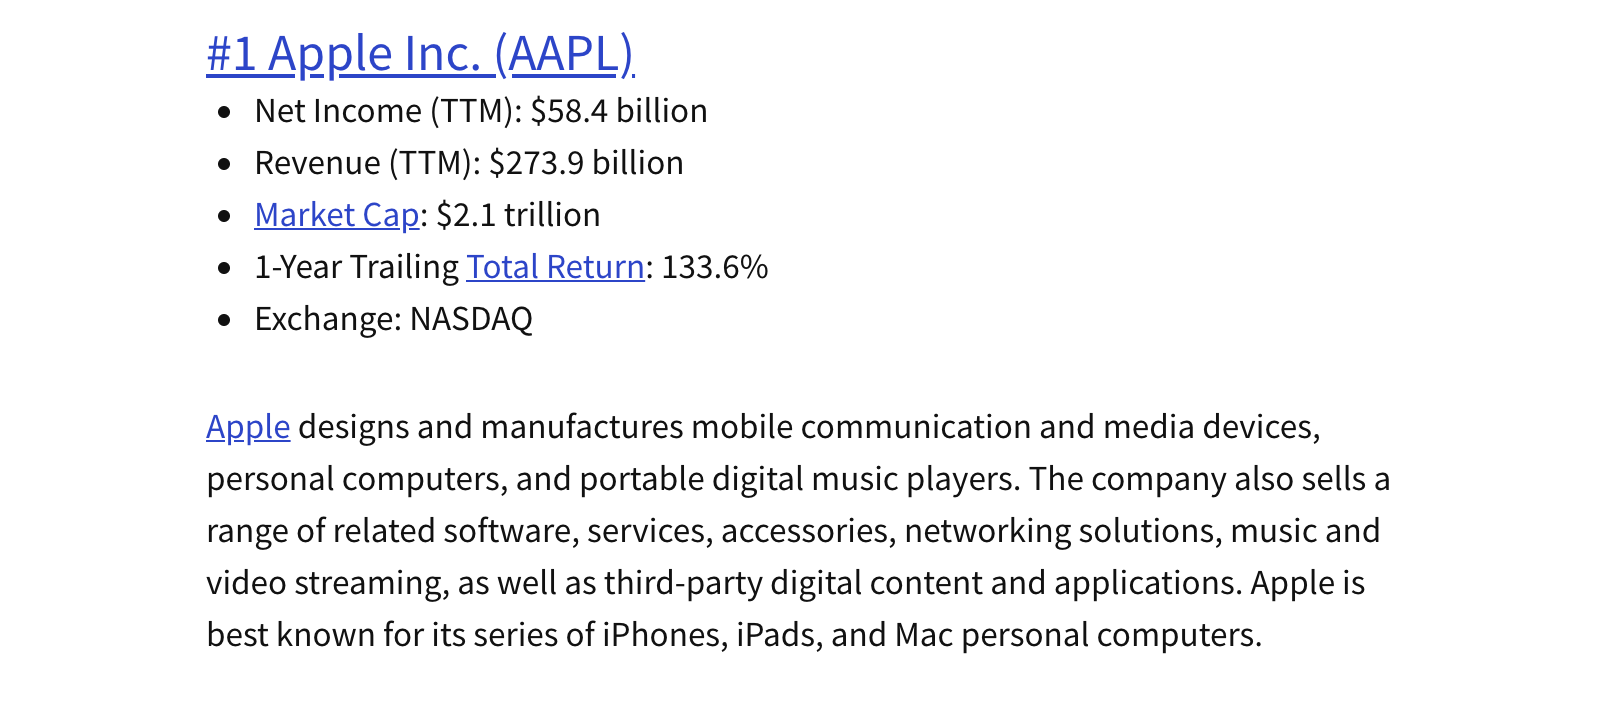 #1 Apple Inc. (AAPL)
• Net Income (TTM): $58.4 billion
• Revenue (TTM): $273.9 billion
• Market Cap: $2.1 trillion
• 1-Year Trailing Total Return: 133.6%
• Exchange: NASDAQ
Apple designs and manufactures mobile communication and media devices,
personal computers, and portable digital music players. The company also sells a
range of related software, services, accessories, networking solutions, music and
video streaming, as well as third-party digital content and applications. Apple is
best known for its series of iPhones, iPads, and Mac personal computers.